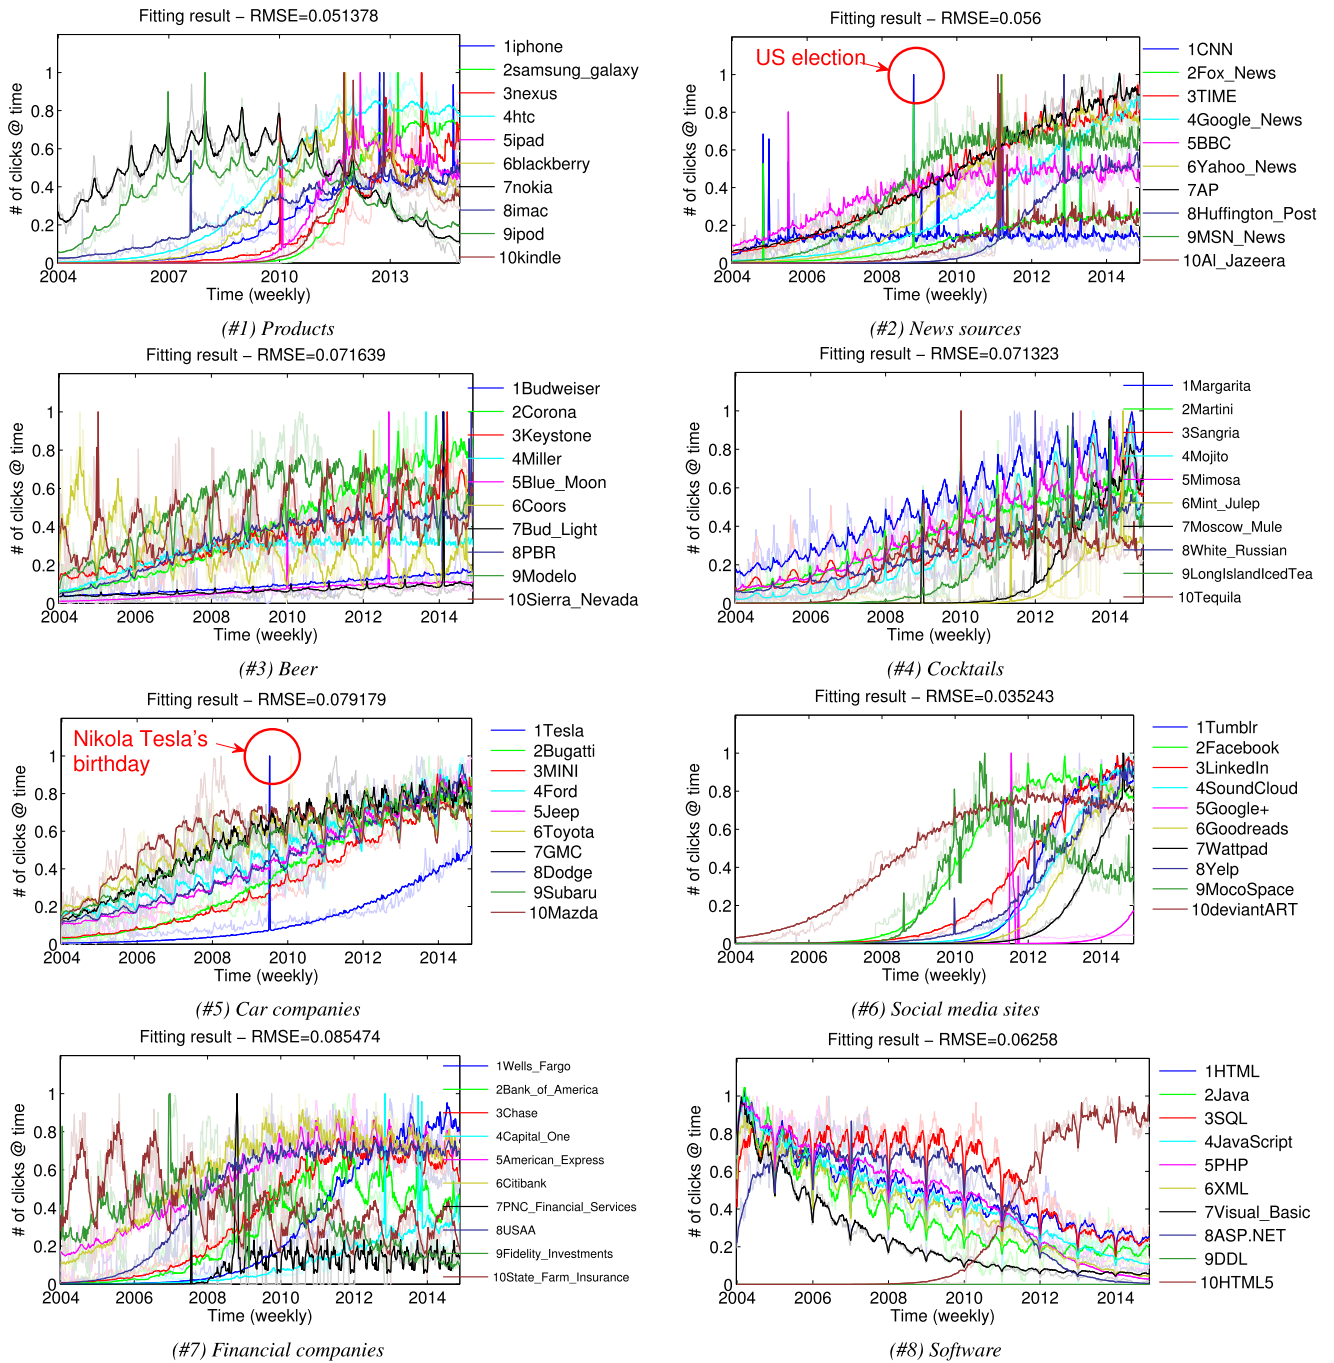 Fitting result − RMSE=0.051378
# of clicks @ time
1
0.8
0.6
0.4
0.2
0
2004 2007 2010 2013
Time (weekly)
1iphone
2samsung_galaxy
3nexus
4htc
5ipad
6blackberry
7nokia
8imac
9ipod
10kindle
(#1) Products
Fitting result − RMSE=0.056
US election
# of clicks @ time
1
0.8
0.6
0.4
0.2
0
2004 2006 2008 2010 2012 2014
Time (weekly)
1CNN
2Fox_News
3TIME
4Google_News
5BBC
6Yahoo_News
7AP
8Huffington_Post
9MSN_News
10Al_Jazeera
(#2) News sources
Fitting result − RMSE=0.071639
# of clicks @ time
1
0.8
0.6
0.4
0.2
0
2004 2006 2008 2010 2012 2014
Time (weekly)
1Budweiser
2Corona
3Keystone
4Miller
5Blue_Moon
6Coors
7Bud_Light
8PBR
9Modelo
10Sierra_Nevada
(#3) Beer
Fitting result − RMSE=0.071323
# of clicks @ time
1
0.8
0.6
0.4
0.2
0
2004 2006 2008 2010 2012 2014
Time (weekly)
1Margarita
2Martini
3Sangria
4Mojito
5Mimosa
6Mint_Julep
7Moscow_Mule
8White_Russian
9LongIslandIcedTea
10Tequila
(#4) Cocktails
Fitting result − RMSE=0.079179
Nikola Tesla's
birthday
# of clicks @ time
1
0.8
0.6
0.4
0.2
0
2004 2006 2008 2010 2012 2014
Time (weekly)
1Tesla
2Bugatti
3MINI
4Ford
5Jeep
6Toyota
7GMC
8Dodge
9Subaru
10Mazda
(#5) Car companies
Fitting result − RMSE=0.035243
# of clicks @ time
1
0.8
0.6
0.4
0.2
0
2004 2006 2008 2010 2012 2014
Time (weekly)
1Tumblr
2Facebook
3LinkedIn
4SoundCloud
5Google+
6Goodreads
7Wattpad
8Yelp
9MocoSpace
10deviantART
(#6) Social media sites
Fitting result − RMSE=0.085474
# of clicks @ time
1
0.8
0.6
0.4
0.2
0
2004 2006 2008 2010 2012 2014
Time (weekly)
1Wells_Fargo
2Bank_of_America
3Chase
4Capital_One
5American_Express
6Citibank
7PNC_Financial_Services
8USAA
9Fidelity_Investments
10State_Farm_Insurance
(#7) Financial companies
Fitting result − RMSE=0.06258
# of clicks @ time
1
0.8
0.6
0.4
0.2
0
2004 2006 2008 2010 2012 2014
Time (weekly)
1HTML
2Java
3SQL
4JavaScript
5PHP
6XML
7Visual_Basic
8ASP.NET
9DDL
10HTML5
(#8) Software